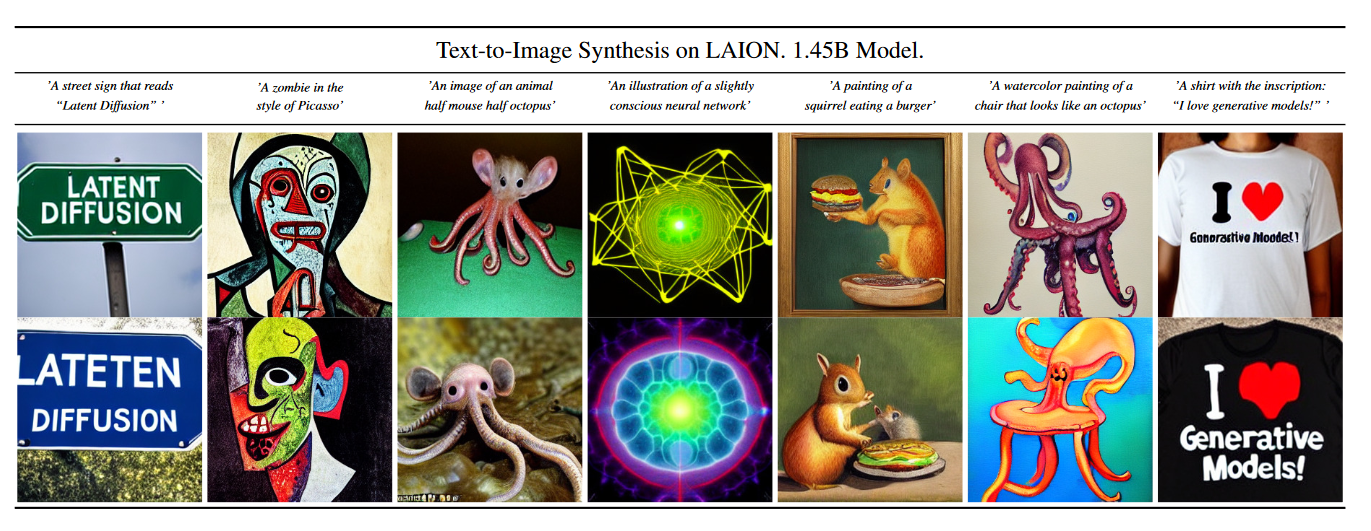 Text-to-Image Synthesis on LAION. 1.45B Model.
'A street sign that reads
“Latent Diffusion” '
'A zombie in the
style of Picasso'
'An image of an animal
half mouse half octopus'
'An illustration of a slightly
conscious neural network'
'A painting of a
squirrel eating a burger'
'A watercolor painting of a
chair that looks like an octopus'
'A shirt with the inscription:
“I love generative models!” '
LATENT
DIFFUSION
I
LATETEN
DIFFUSION
I
Generative
Models!